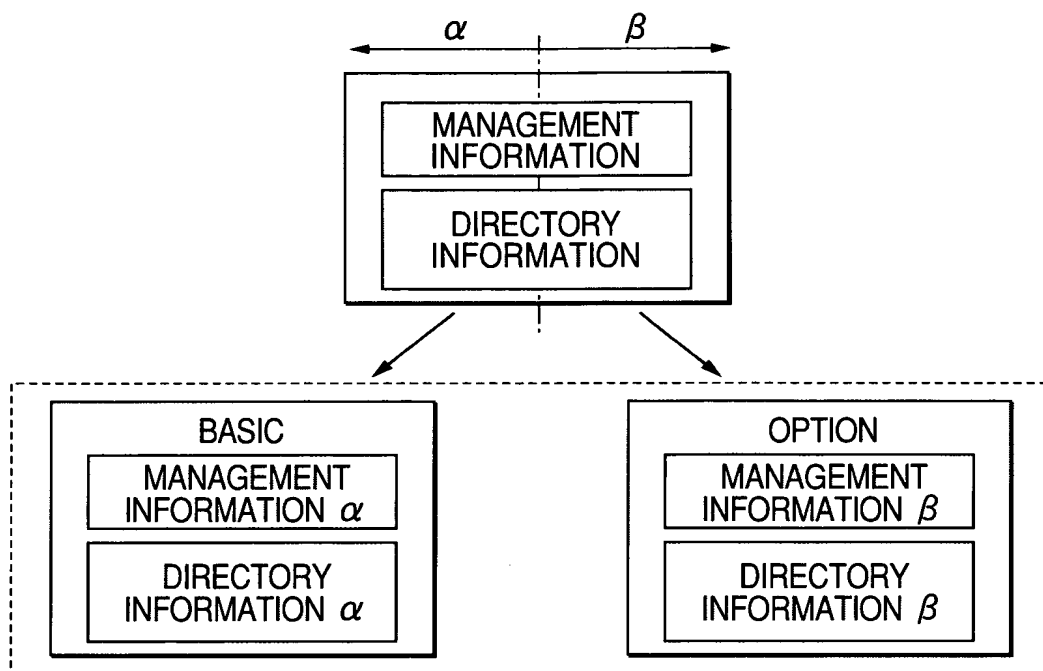 α β
MANAGEMENT
INFORMATION
DIRECTORY
INFORMATION
BASIC
MANAGEMENT
INFORMATION α
DIRECTORY
INFORMATION α
OPTION
MANAGEMENT
INFORMATION β
DIRECTORY
INFORMATION β